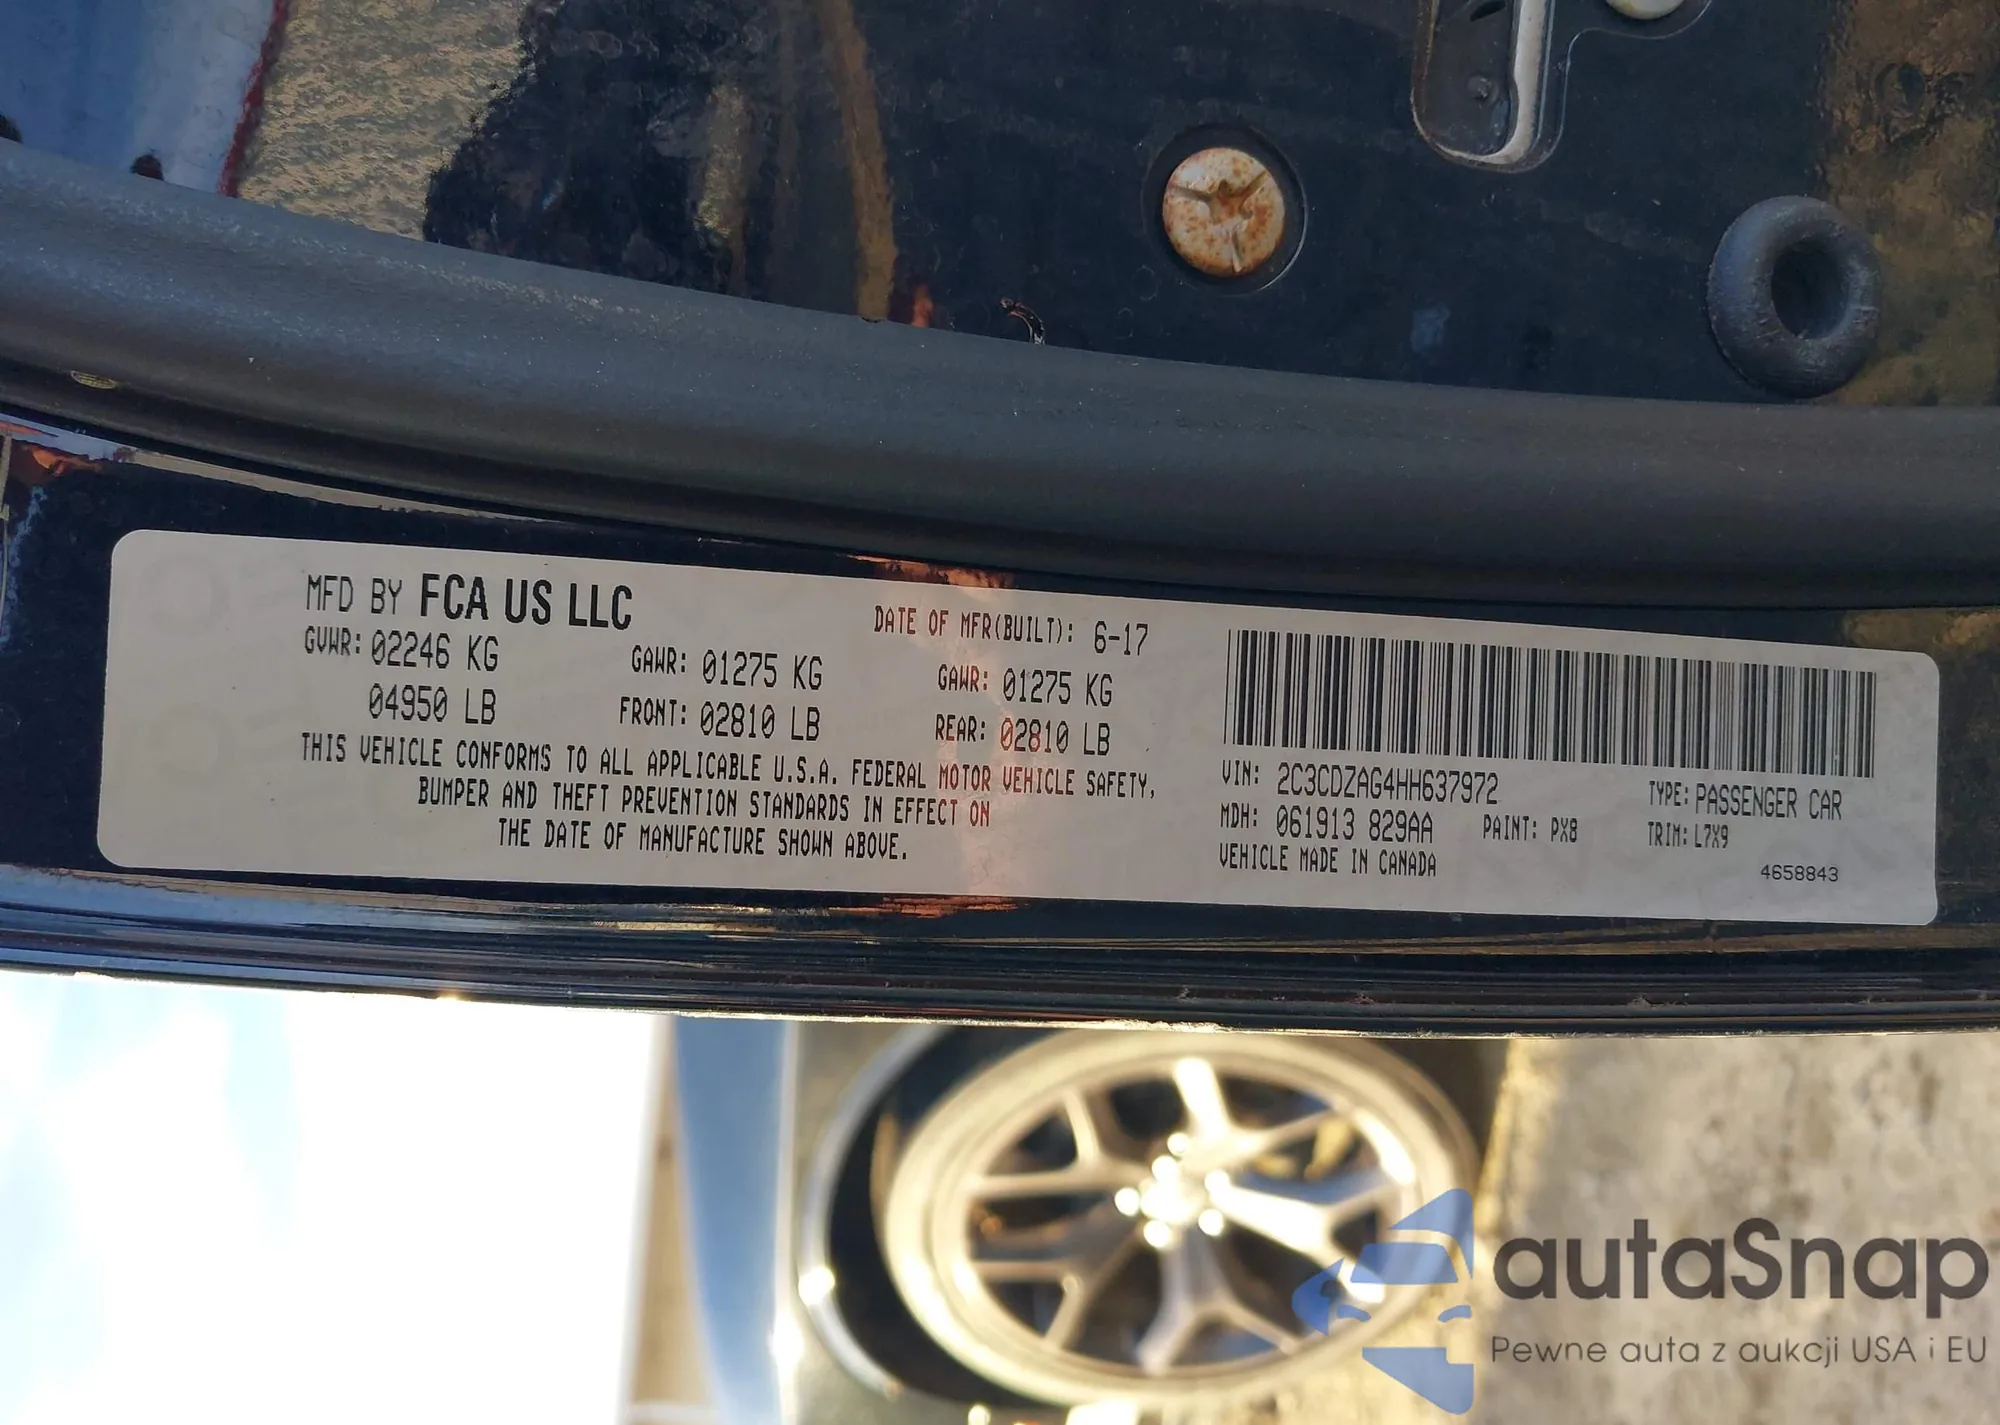 MFD BY FCA US LLC
DATE OF MFR(BUILT): 6-17
GVWR: 02246 KG
04950 LB
GAWR: 01275 KG
FRONT: 02810 LB
GAWR: 01275 KG
REAR: 02810 LB
THIS VEHICLE CONFORMS TO ALL APPLICABLE U.S.A. FEDERAL MOTOR VEHICLE SAFETY,
BUMPER AND THEFT PREVENTION STANDARDS IN EFFECT ON
THE DATE OF MANUFACTURE SHOWN ABOVE.
VIN: 2C3CDZAG4HH637972
TYPE: PASSENGER CAR
MDH: 061913 829AA
PAINT: PX8
TRIM: L7X9
VEHICLE MADE IN CANADA
4658843
autaSnap
Pewne auta z aukcji USA i EU